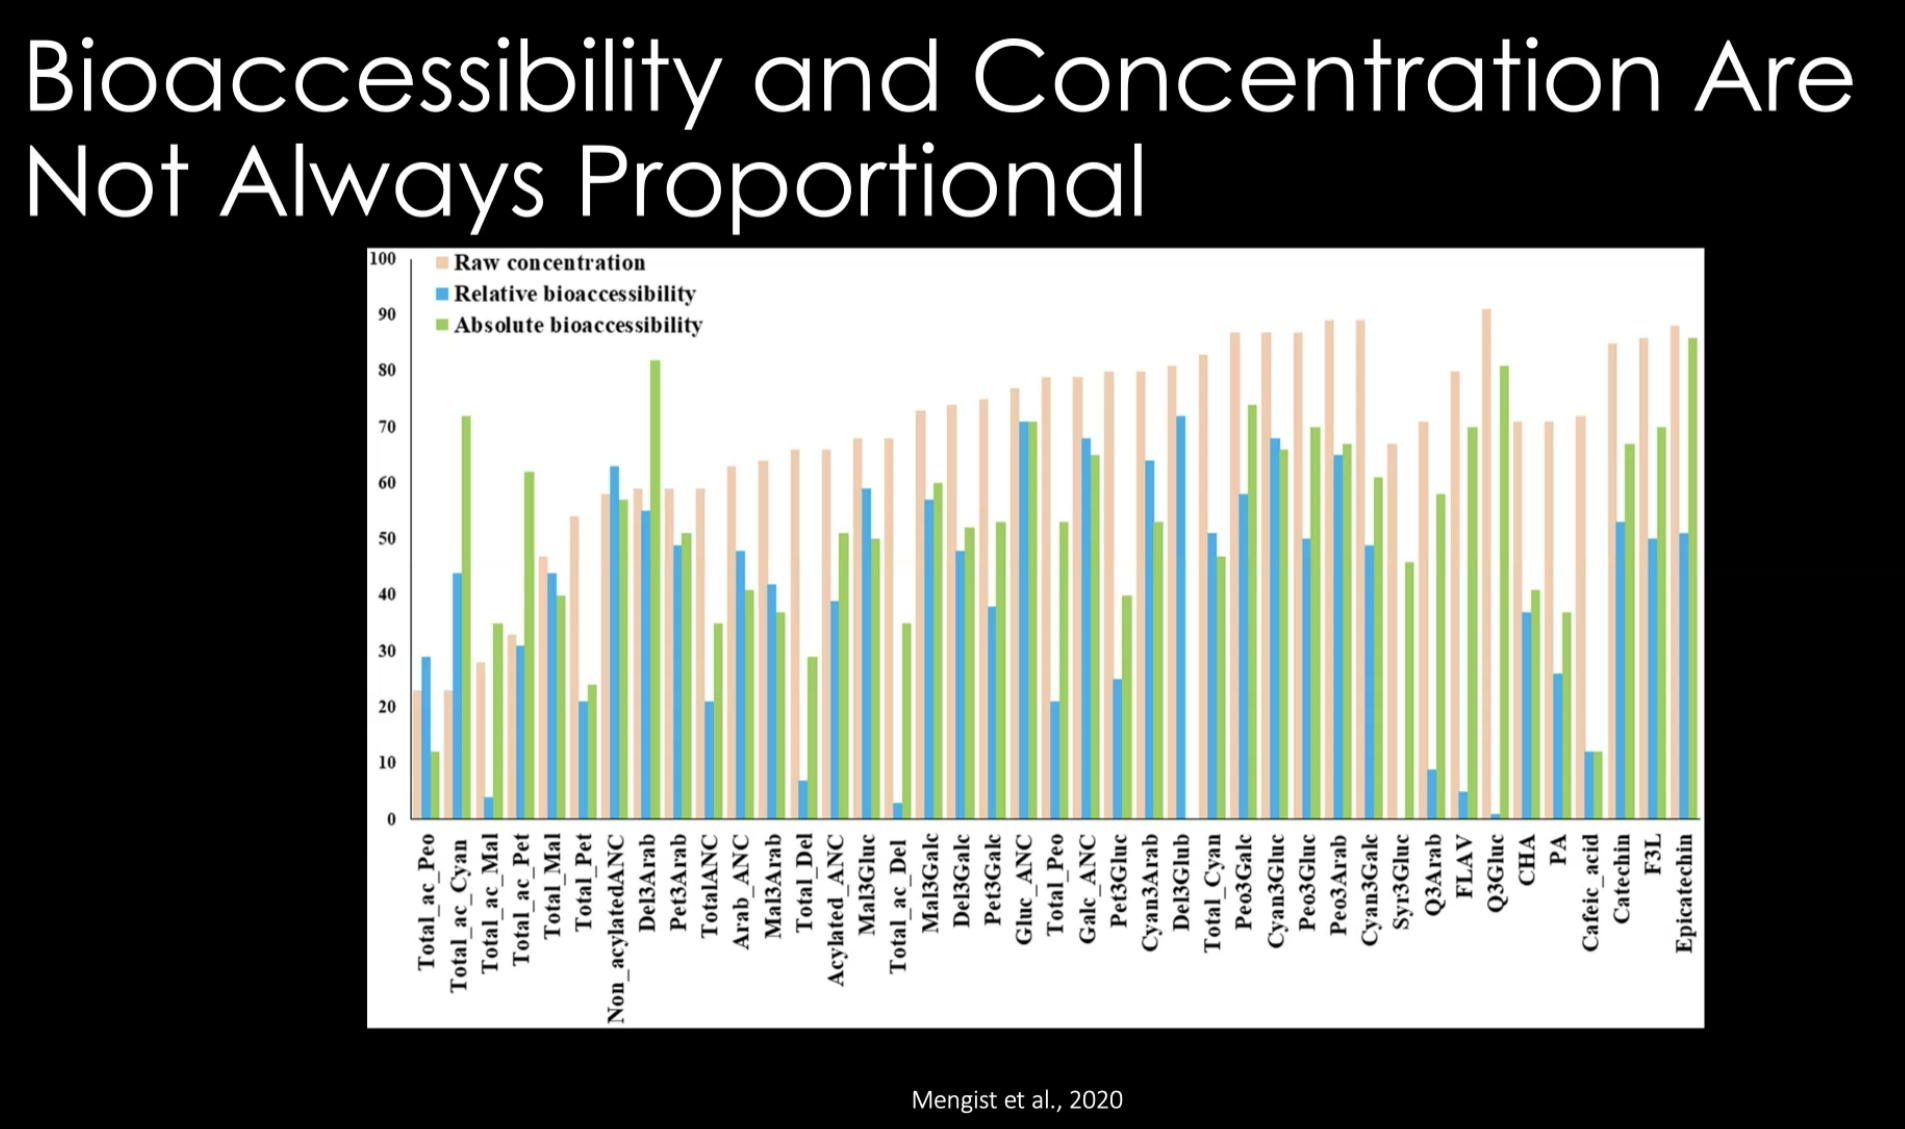 Bioaccessibility and Concentration Are
Not Always Proportional
100
90
80
70
60
50
40
30
20
10
0
Raw concentration
Relative bioaccessibility
Absolute bioaccessibility
Total_ac_Peo
Total_ac_Cyan
Total_ac_Mal
Total_ac_Pet
Total_Mal
Total_Pet
Non_acylatedANC
Del3Arab
Pet3Arab
TotalANC
Arab_ANC
Mal3Arab
Total_Del
Acylated_ANC
Mal3Gluc
Total_ac_Del
Mal3Galc
Del3Galc
Pet3Galc
Gluc_ANC
Total_Peo
Galc_ANC
Pet3Gluc
Cyan3Arab
Del3Glub
Total_Cyan
Peo3Galc
Cyan3Gluc
Peo3Gluc
Peo3Arab
Cyan3Galc
Syr3Gluc
Q3Arab
FLAV
Q3Gluc
CHA
PA
Cafeic_acid
Catechin
F3L
Epicatechin
Mengist et al., 2020